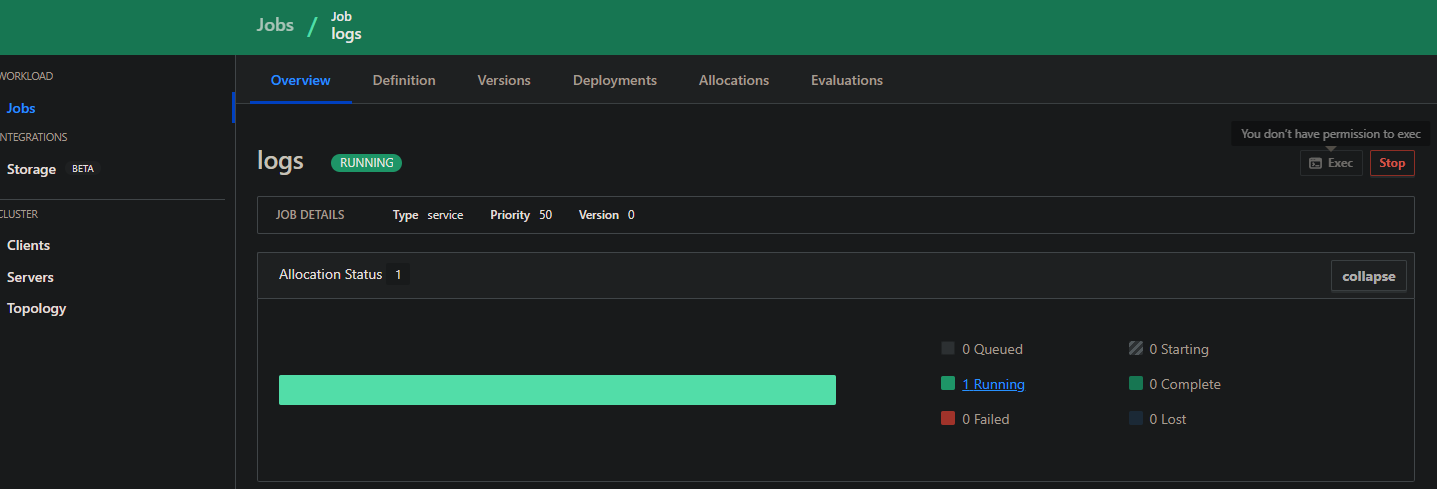 Jobs / Job
logs
WORKLOAD
Jobs
INTEGRATIONS
Storage BETA
CLUSTER
Clients
Servers
Topology
Overview Definition Versions Deployments Allocations Evaluations
You don't have permission to exec
logs RUNNING Exec Stop
JOB DETAILS Type service Priority 50 Version 0
Allocation Status 1 collapse
0 Queued 0 Starting
1 Running 0 Complete
0 Failed 0 Lost